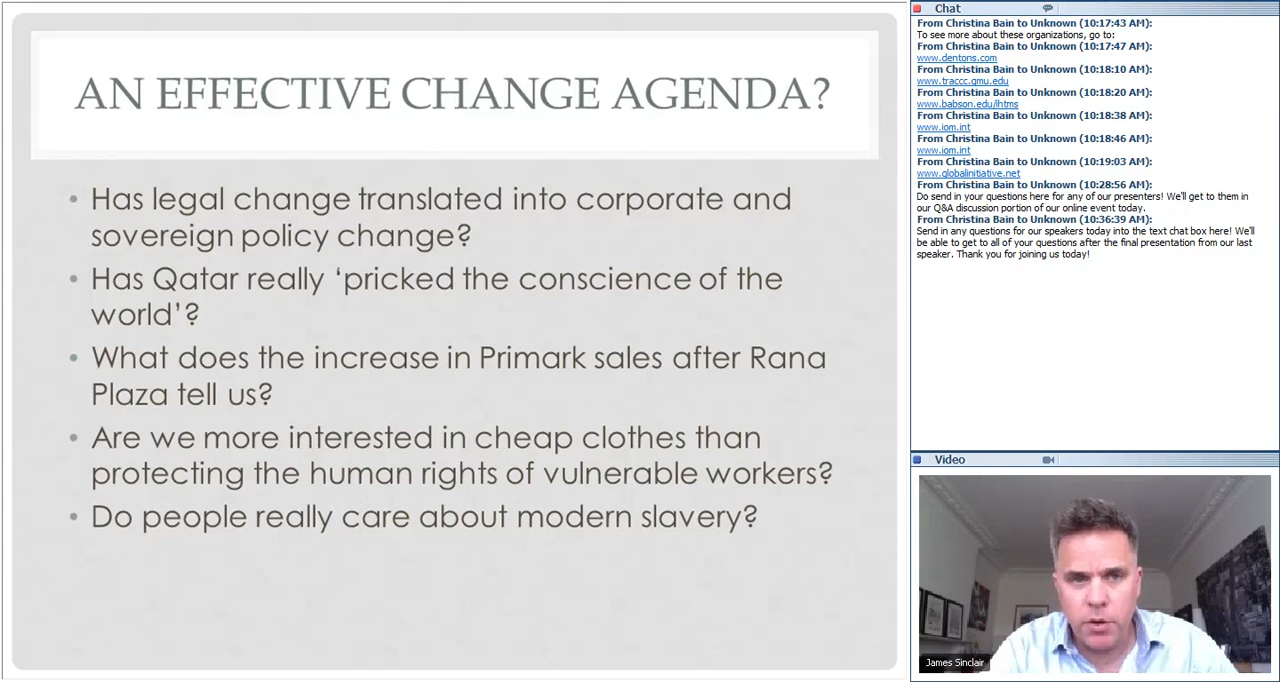 AN EFFECTIVE CHANGE AGENDA?
• Has legal change translated into corporate and
sovereign policy change?
• Has Qatar really ‘pricked the conscience of the
world’?
• What does the increase in Primark sales after Rana
Plaza tell us?
• Are we more interested in cheap clothes than
protecting the human rights of vulnerable workers?
• Do people really care about modern slavery?
Chat
From Christina Bain to Unknown (10:17:43 AM):
To see more about these organizations, go to:
From Christina Bain to Unknown (10:17:47 AM):
www.dentons.com
From Christina Bain to Unknown (10:18:10 AM):
www.traccc.gmu.edu
From Christina Bain to Unknown (10:18:20 AM):
www.babson.edu/htms
From Christina Bain to Unknown (10:18:38 AM):
www.iom.int
From Christina Bain to Unknown (10:18:46 AM):
www.iom.int
From Christina Bain to Unknown (10:19:03 AM):
www.globalinitiative.net
From Christina Bain to Unknown (10:28:56 AM):
Do send in your questions here for any of our presenters! We'll get to them in
our Q&A discussion portion of our online event today.
From Christina Bain to Unknown (10:36:39 AM):
Send in any questions for our speakers today into the text chat box here! We'll
be able to get to all of your questions after the final presentation from our last
speaker. Thank you for joining us today!
Video
James Sinclair